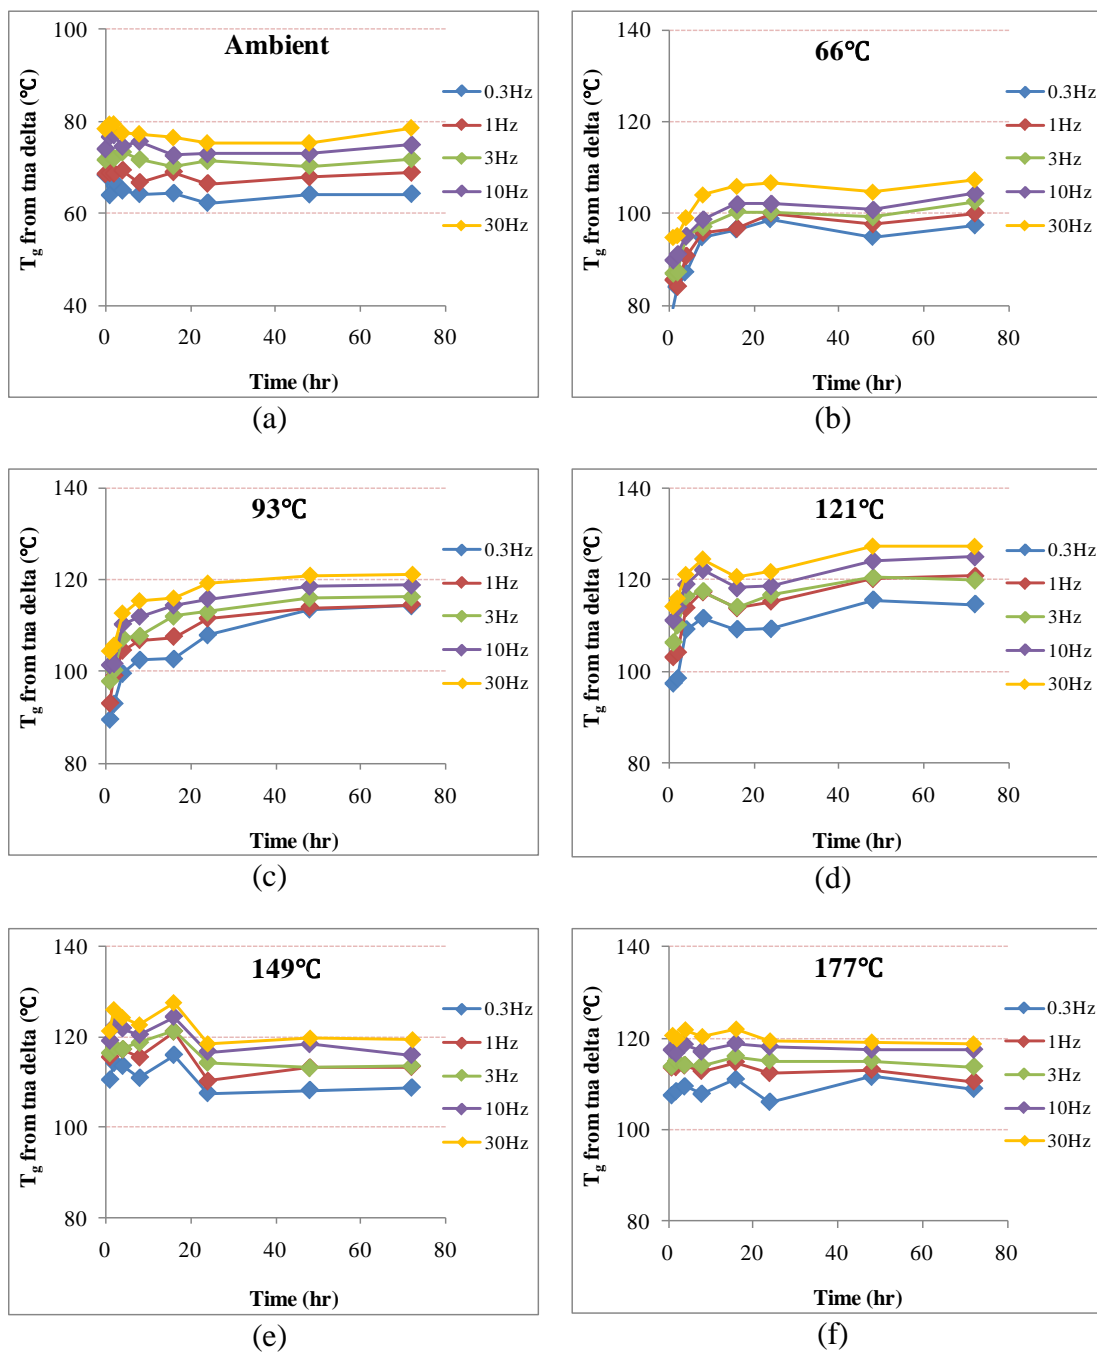 Ambient
100
80
60
40
0 20 40 60 80
T_g from tna delta (℃)
Time (hr)
0.3Hz
1Hz
3Hz
10Hz
30Hz
(a)
66℃
140
120
100
80
0 20 40 60 80
T_g from tna delta (℃)
Time (hr)
0.3Hz
1Hz
3Hz
10Hz
30Hz
(b)
93℃
140
120
100
80
0 20 40 60 80
T_g from tna delta (℃)
Time (hr)
0.3Hz
1Hz
3Hz
10Hz
30Hz
(c)
121℃
140
120
100
80
0 20 40 60 80
T_g from tna delta (℃)
Time (hr)
0.3Hz
1Hz
3Hz
10Hz
30Hz
(d)
149℃
140
120
100
80
0 20 40 60 80
T_g from tna delta (℃)
Time (hr)
0.3Hz
1Hz
3Hz
10Hz
30Hz
(e)
177℃
140
120
100
80
0 20 40 60 80
T_g from tna delta (℃)
Time (hr)
0.3Hz
1Hz
3Hz
10Hz
30Hz
(f)